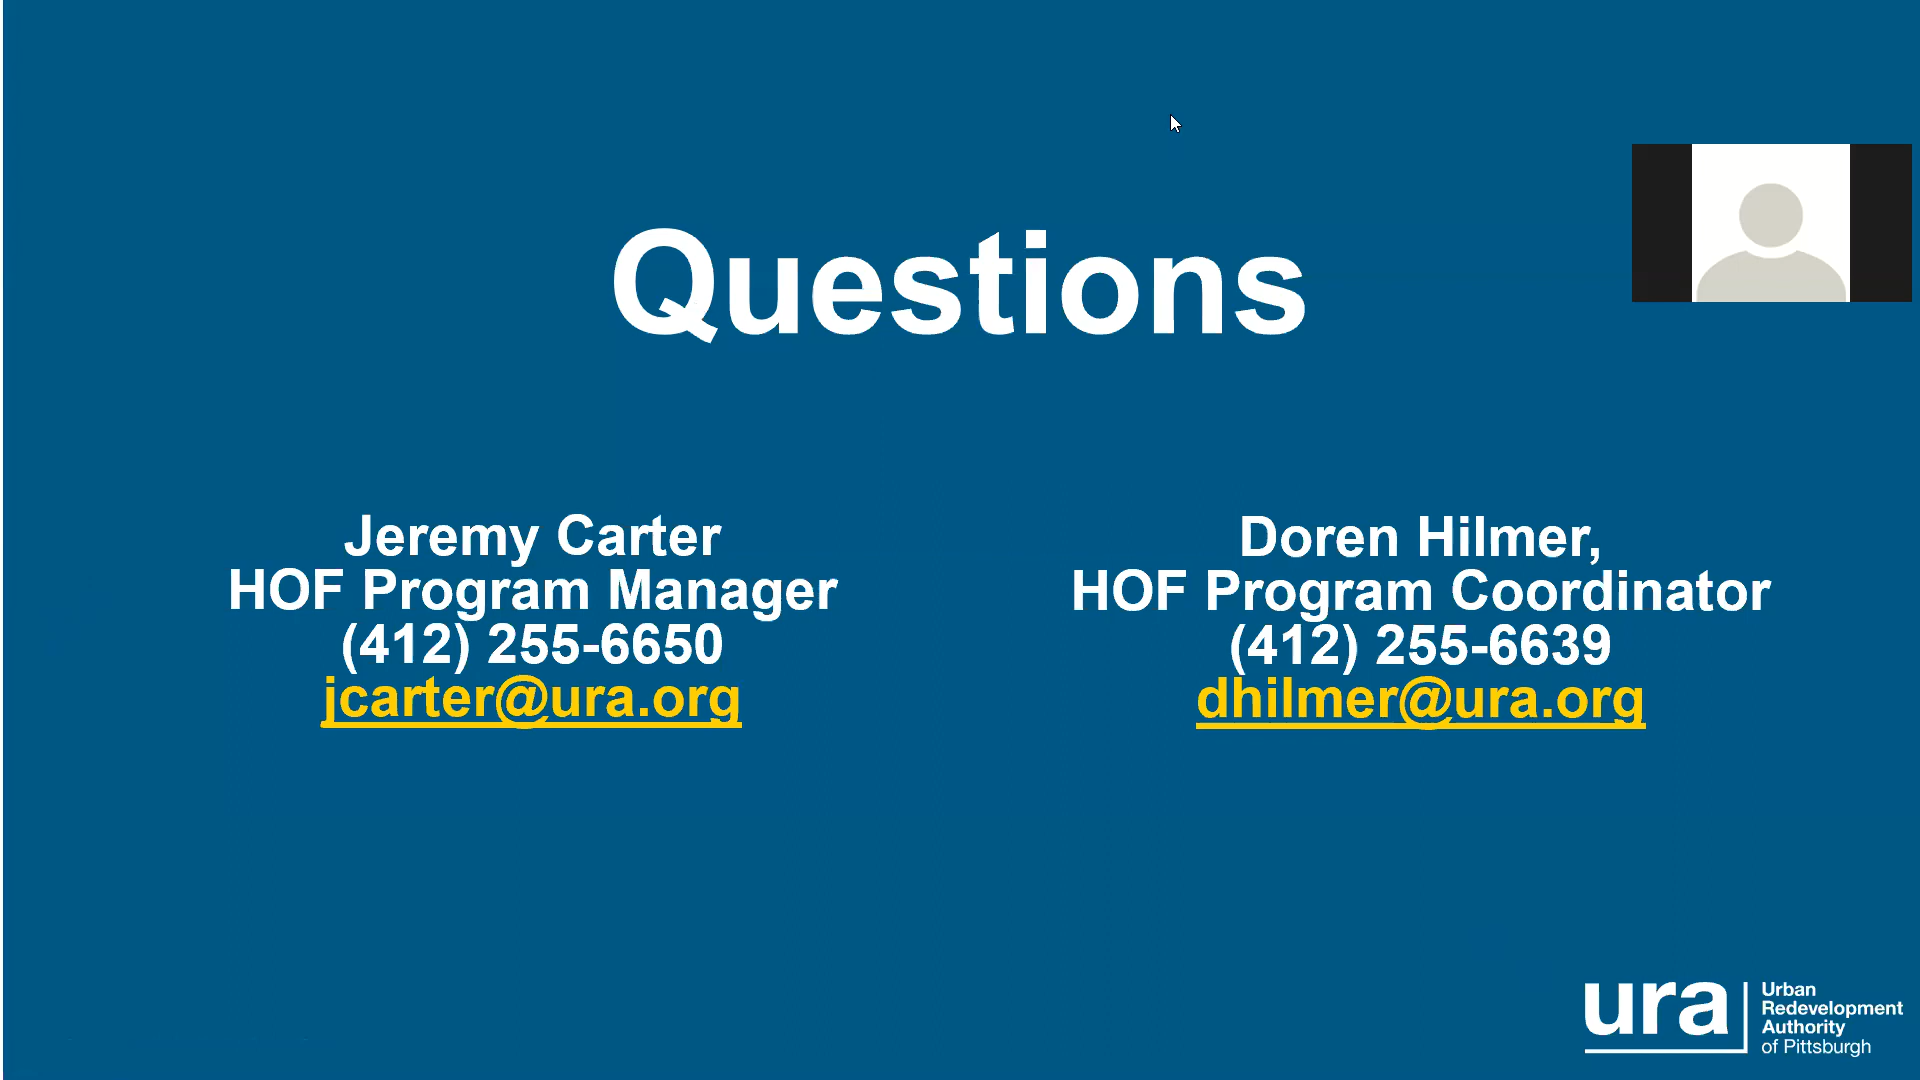 Questions
Jeremy Carter
HOF Program Manager
(412) 255-6650
jcarter@ura.org
Doren Hilmer,
HOF Program Coordinator
(412) 255-6639
dhilmer@ura.org
ura
Urban
Redevelopment
Authority
of Pittsburgh